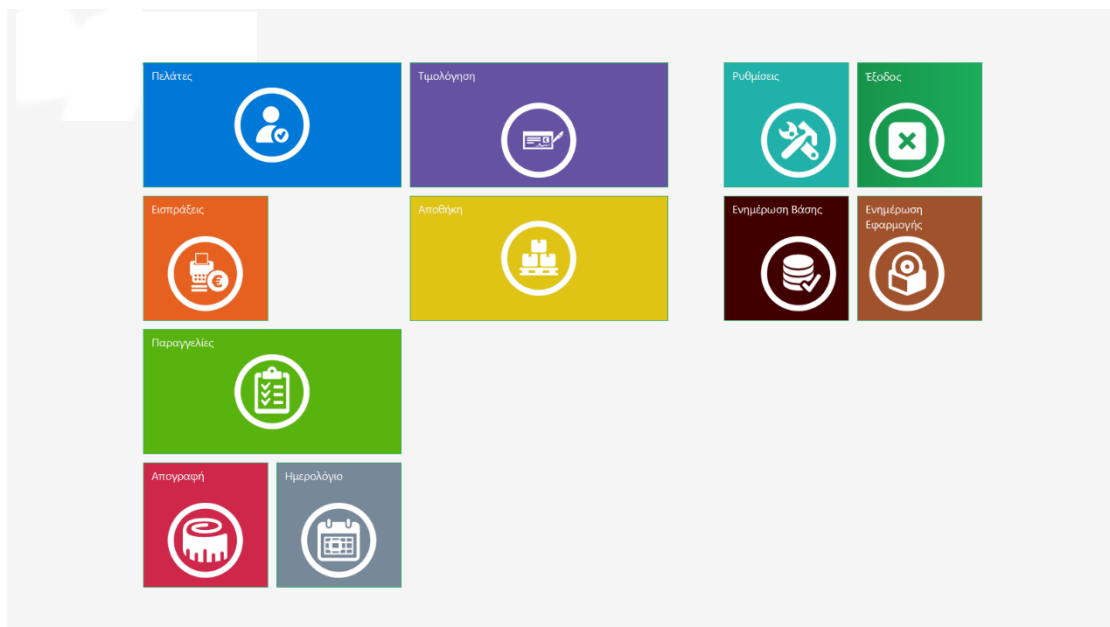 Πελάτες
Τιμολόγηση
Ρυθμίσεις
Έξοδος
Εισπράξεις
Αποθήκη
Ενημέρωση Βάσης
Ενημέρωση
Εφαρμογής
Παραγγελίες
Απογραφή
Ημερολόγιο